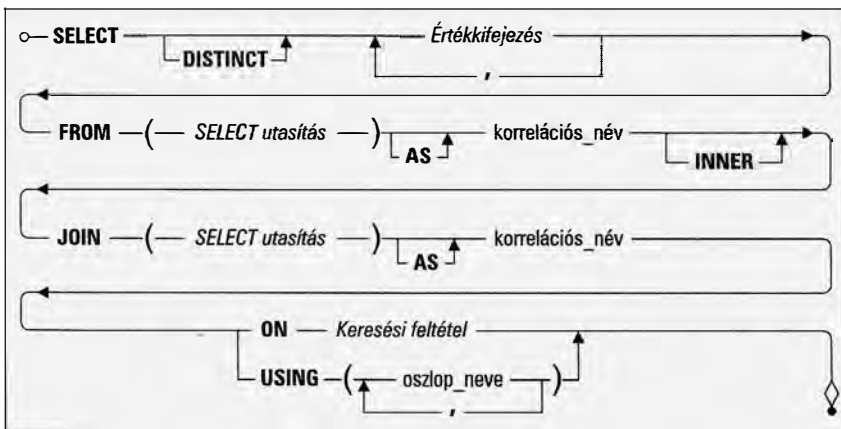 SELECT DISTINCT Értékkifejezés ,
FROM ( SELECT utasítás ) AS korrelációs_név INNER
JOIN ( SELECT utasítás ) AS korrelációs_név
ON Keresési feltétel
USING ( oszlop_neve , )